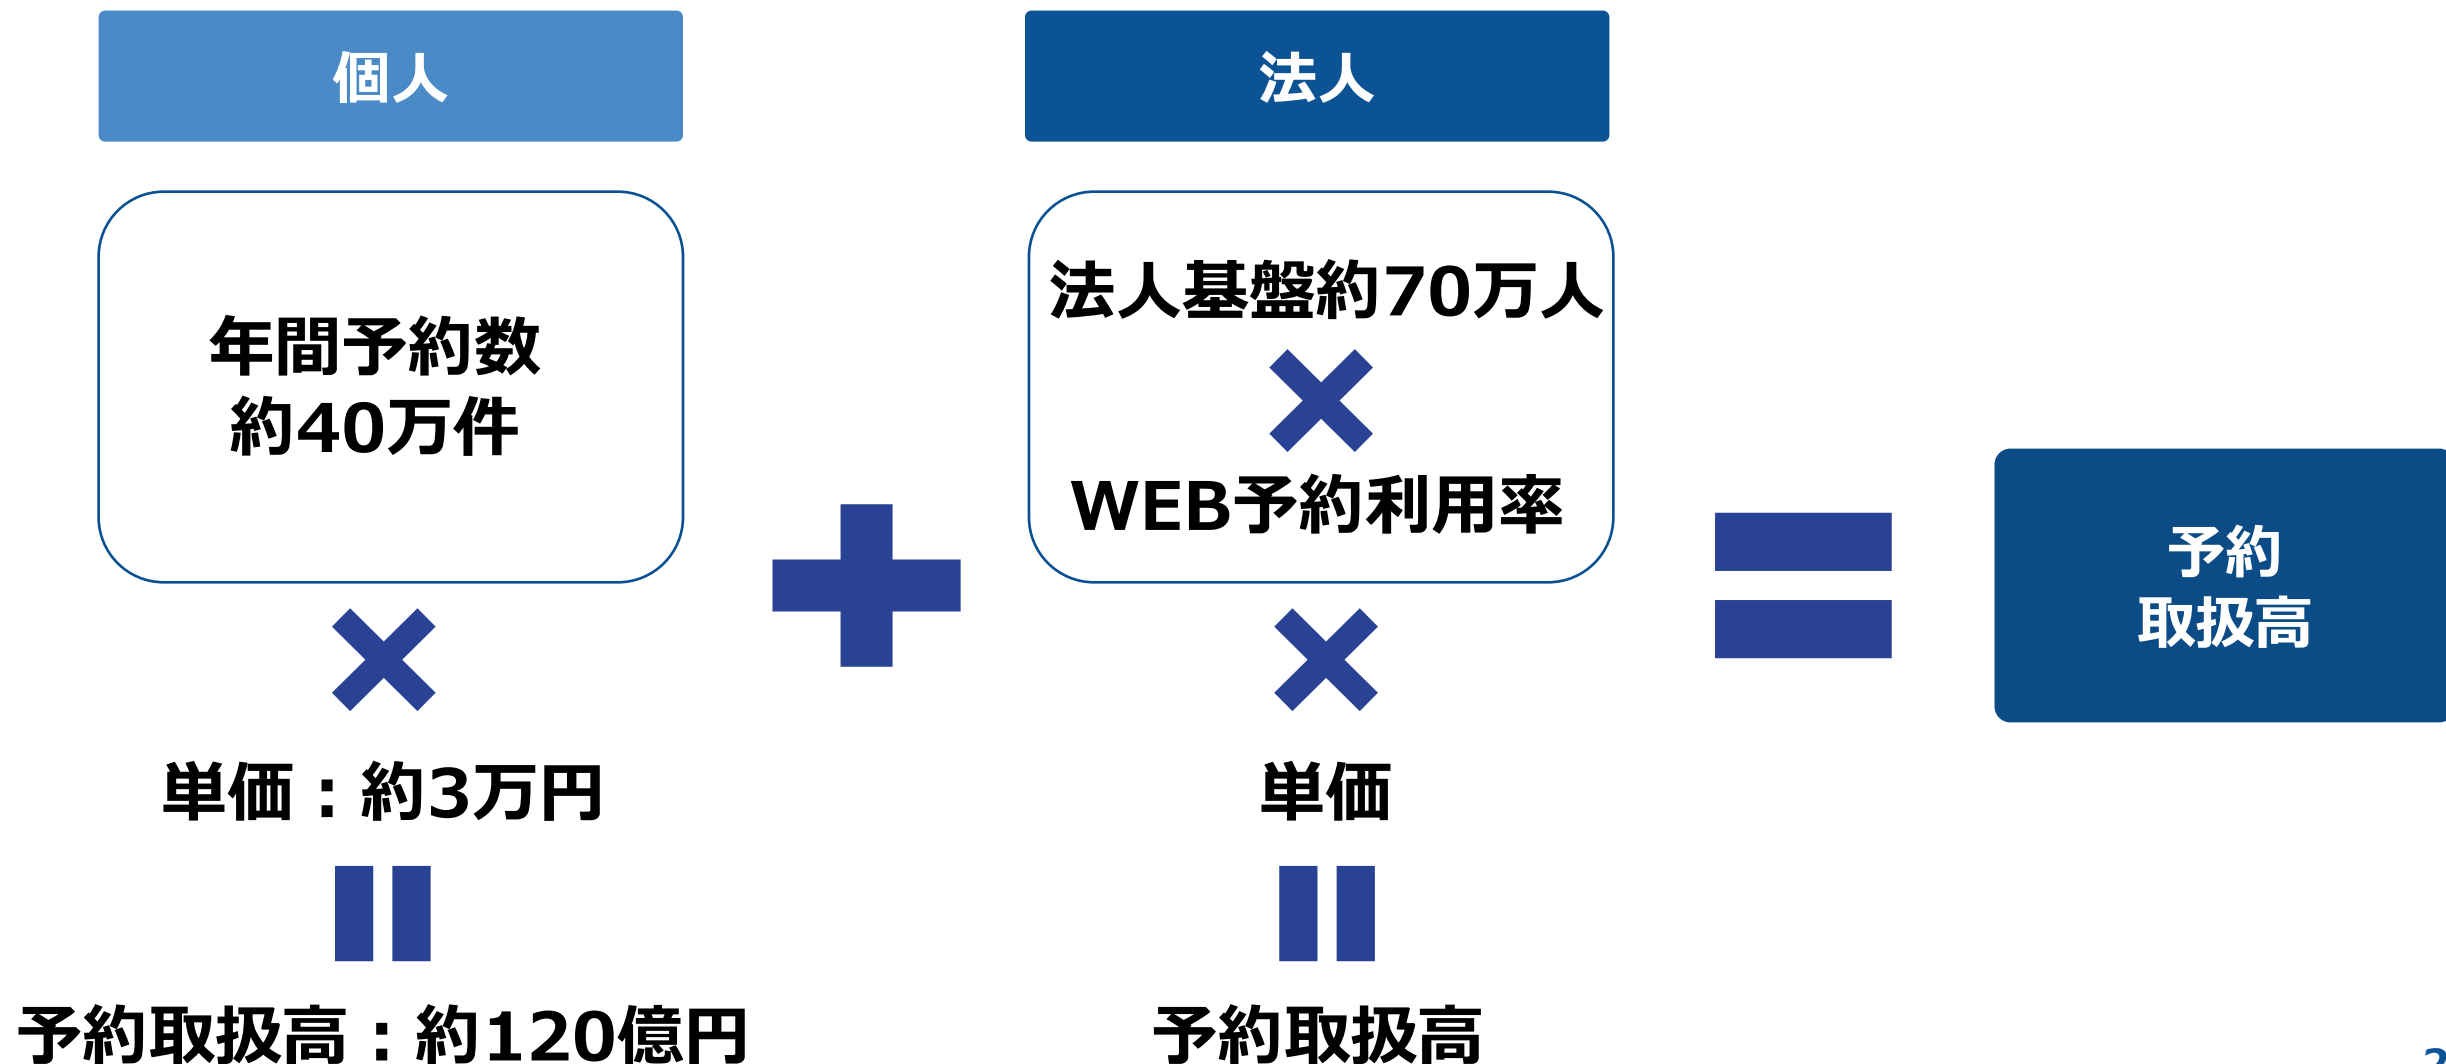 個人
年間予約数
約40万件
単価：約3万円
予約取扱高：約120億円
法人
法人基盤約70万人
WEB予約利用率
単価
予約取扱高
予約
取扱高